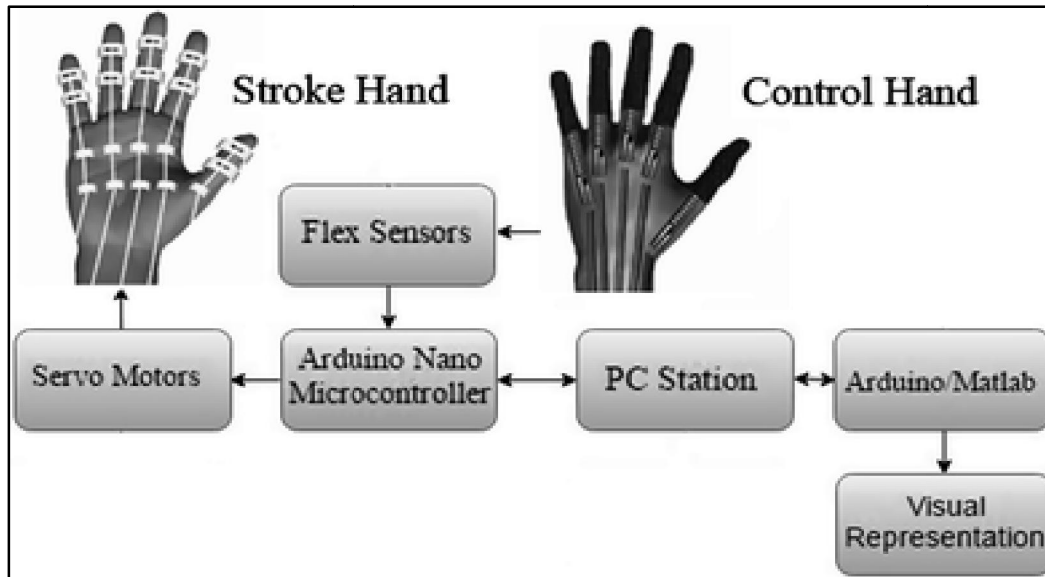 Stroke Hand
Control Hand
Flex Sensors
Servo Motors
Arduino Nano
Microcontroller
PC Station
Arduino/Matlab
Visual
Representation